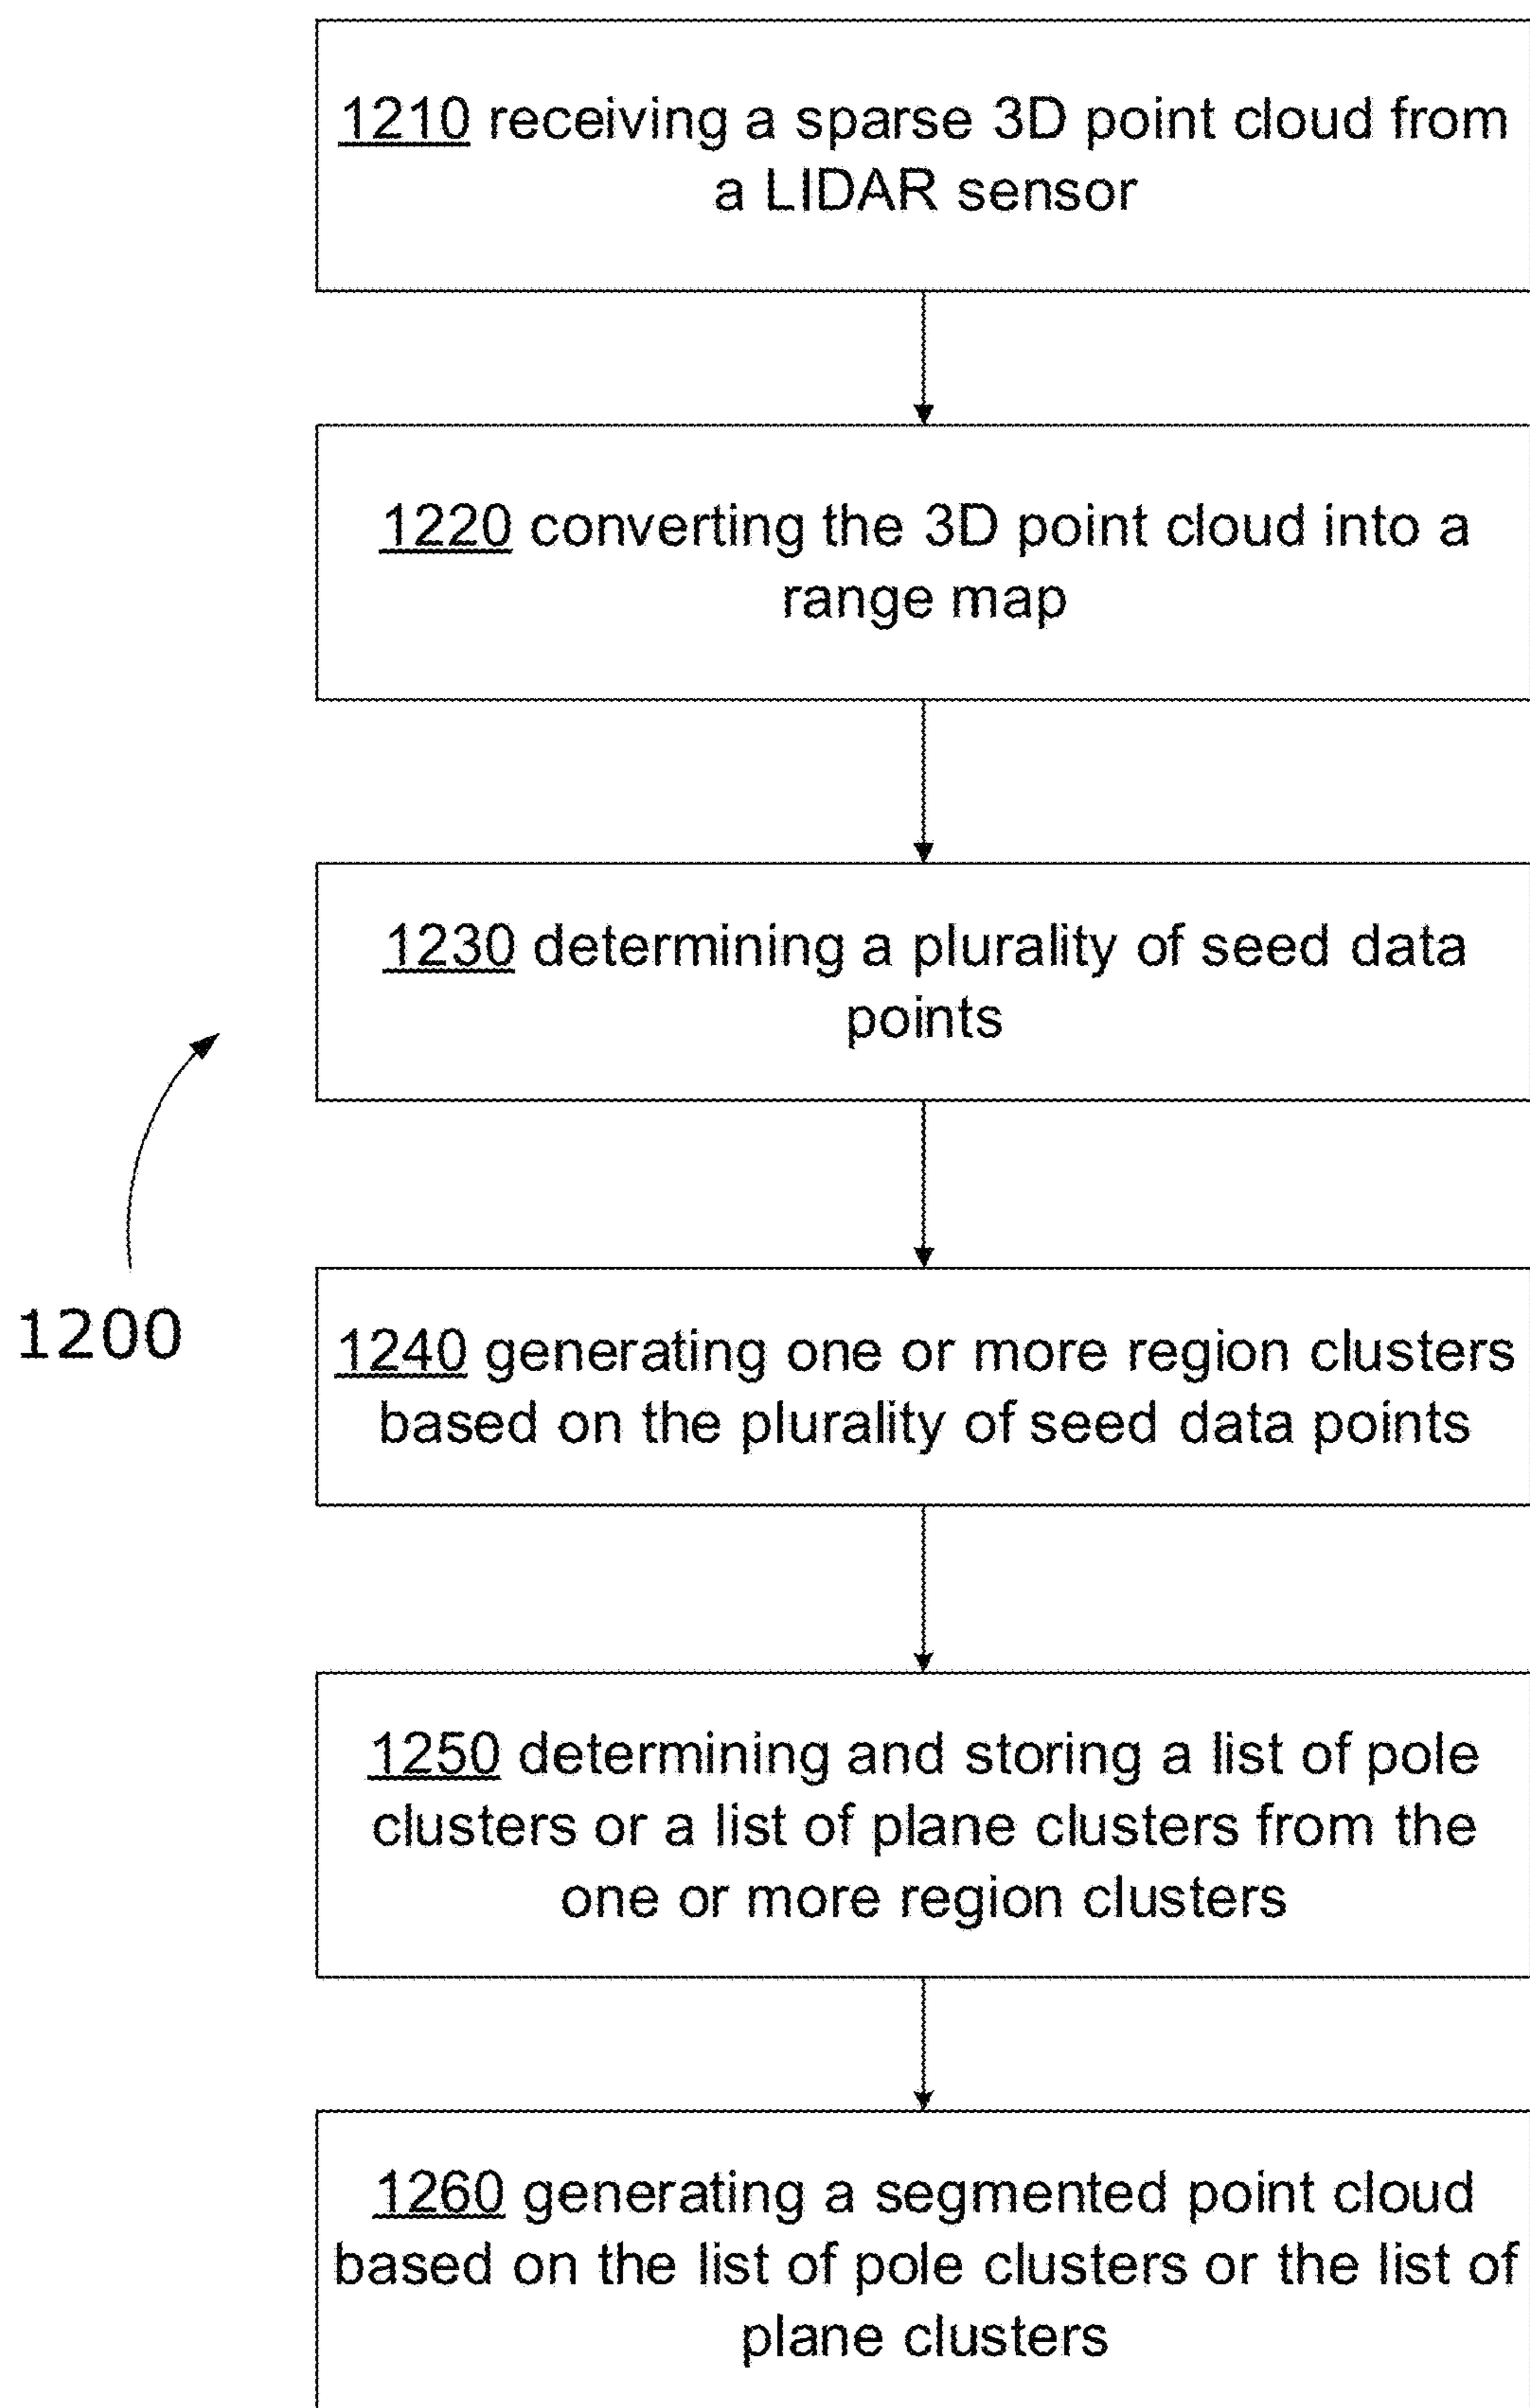 1210 receiving a sparse 3D point cloud from
a LIDAR sensor
1220 converting the 3D point cloud into a
range map
1230 determining a plurality of seed data
points
1200
1240 generating one or more region clusters
based on the plurality of seed data points
1250 determining and storing a list of pole
clusters or a list of plane clusters from the
one or more region clusters
1260 generating a segmented point cloud
based on the list of pole clusters or the list of
plane clusters